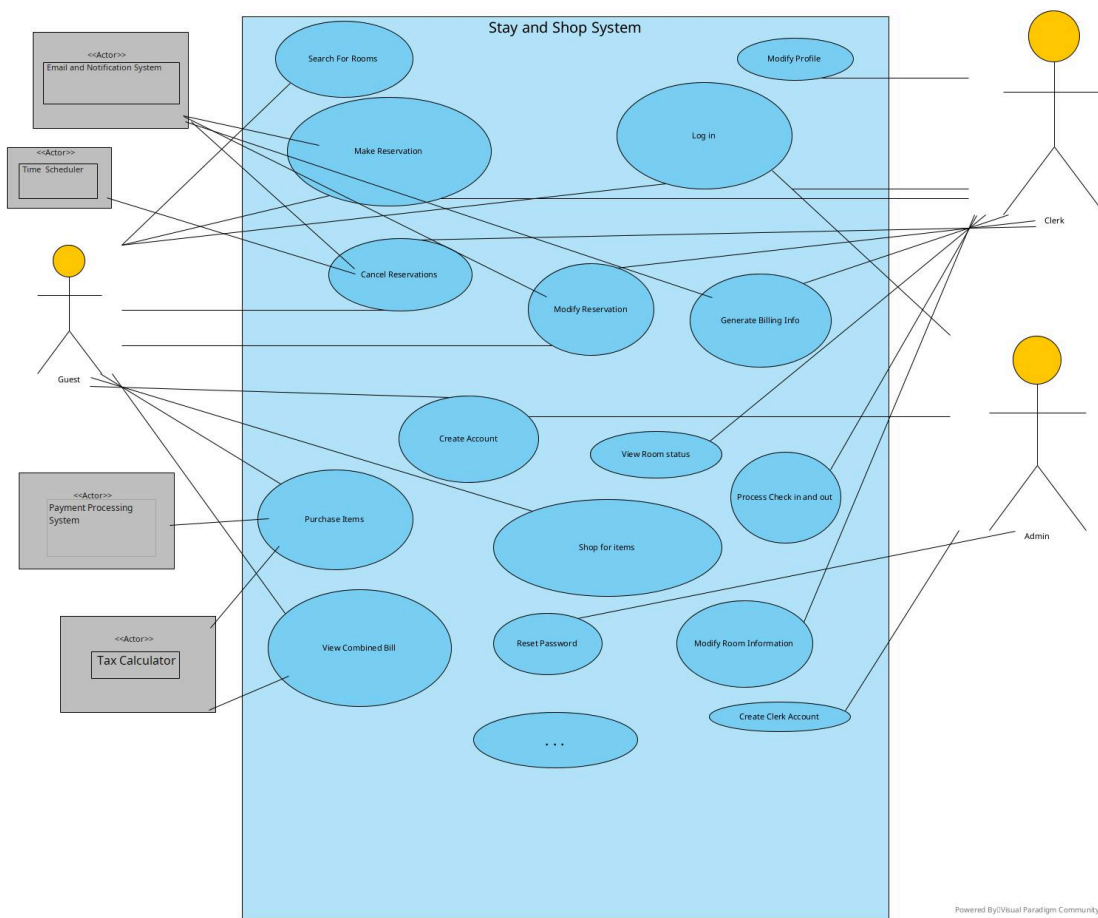 Stay and Shop System
<<Actor>>
Email and Notification System
Search For Rooms
Modify Profile
Make Reservation
Log in
<<Actor>>
Time  Scheduler
Clerk
Cancel Reservations
Modify Reservation
Generate Billing Info
Guest
Create Account
View Room status
<<Actor>>
Payment Processing
System
Purchase Items
Process Check in and out
Shop for items
Admin
<<Actor>>
Tax Calculator
View Combined Bill
Reset Password
Modify Room Information
Create Clerk Account
. . .
Powered By▯Visual Paradigm Community